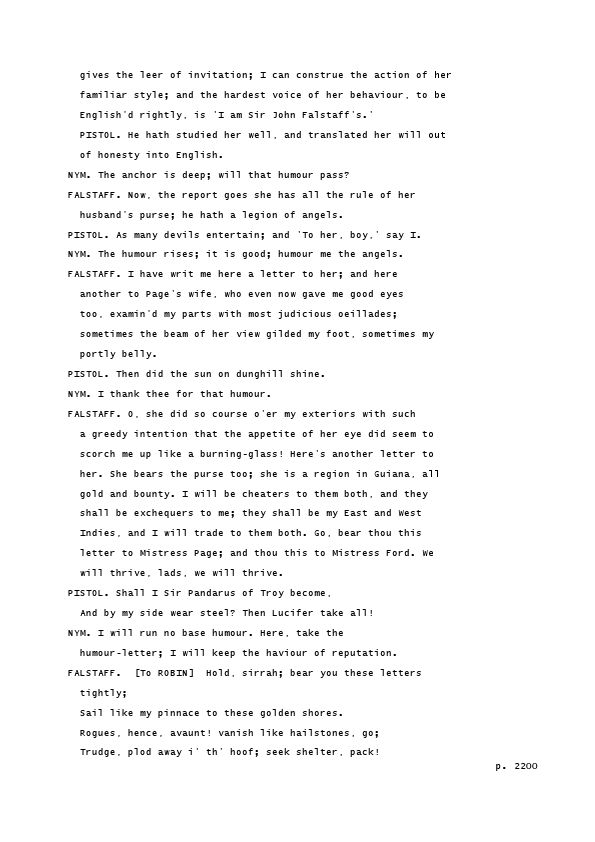 gives the leer of invitation; I can construe the action of her
familiar style; and the hardest voice of her behaviour, to be
English'd rightly, is 'I am Sir John Falstaff's.'
PISTOL. He hath studied her well, and translated her will out
of honesty into English.
NYM. The anchor is deep; will that humour pass?
FALSTAFF. Now, the report goes she has all the rule of her
husband's purse; he hath a legion of angels.
PISTOL. As many devils entertain; and 'To her, boy,' say I.
NYM. The humour rises; it is good; humour me the angels.
FALSTAFF. I have writ me here a letter to her; and here
another to Page's wife, who even now gave me good eyes
too, examin'd my parts with most judicious oeillades;
sometimes the beam of her view gilded my foot, sometimes my
portly belly.
PISTOL. Then did the sun on dunghill shine.
NYM. I thank thee for that humour.
FALSTAFF. O, she did so course o'er my exteriors with such
a greedy intention that the appetite of her eye did seem to
scorch me up like a burning-glass! Here's another letter to
her. She bears the purse too; she is a region in Guiana, all
gold and bounty. I will be cheaters to them both, and they
shall be exchequers to me; they shall be my East and West
Indies, and I will trade to them both. Go, bear thou this
letter to Mistress Page; and thou this to Mistress Ford. We
will thrive, lads, we will thrive.
PISTOL. Shall I Sir Pandarus of Troy become,
And by my side wear steel? Then Lucifer take all!
NYM. I will run no base humour. Here, take the
humour-letter; I will keep the haviour of reputation.
FALSTAFF.  [To ROBIN]  Hold, sirrah; bear you these letters
tightly;
Sail like my pinnace to these golden shores.
Rogues, hence, avaunt! vanish like hailstones, go;
Trudge, plod away i' th' hoof; seek shelter, pack!
p. 2200